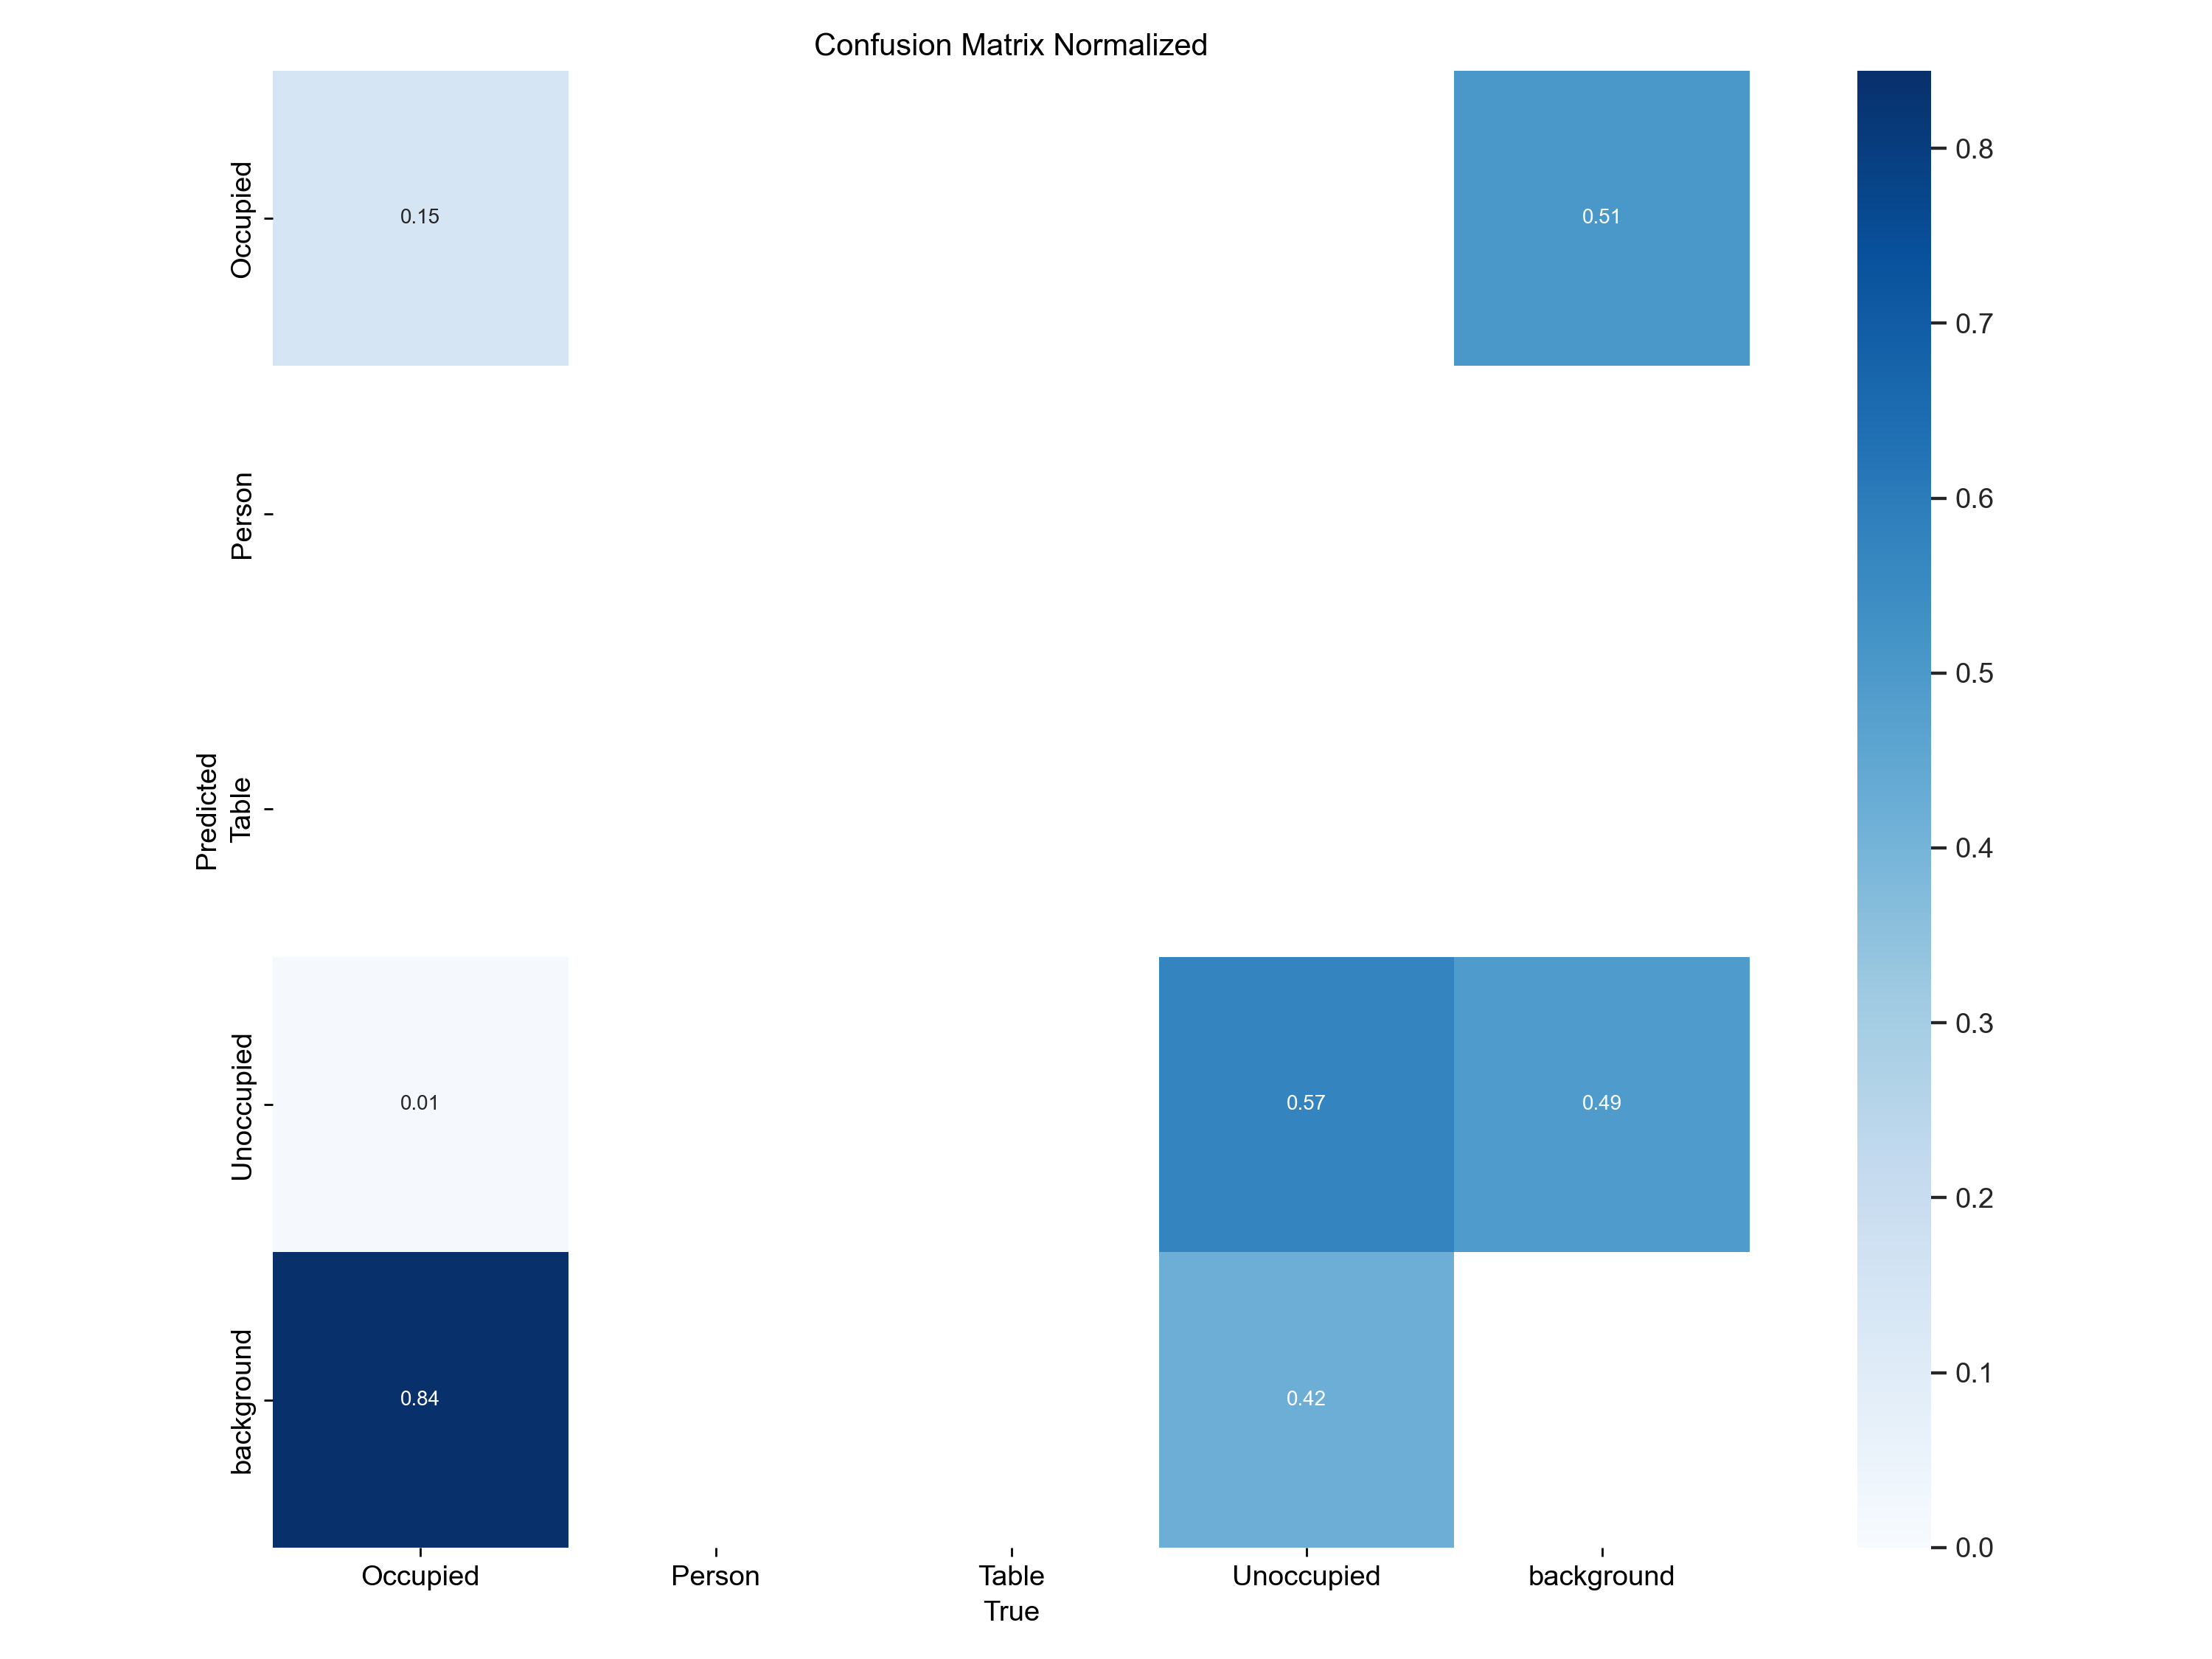 Confusion Matrix Normalized
Predicted
Occupied
Person
Table
Unoccupied
background
0.15
0.51
0.01
0.57
0.49
0.84
0.42
Occupied
Person
Table
Unoccupied
background
True
0.8
0.7
0.6
0.5
0.4
0.3
0.2
0.1
0.0